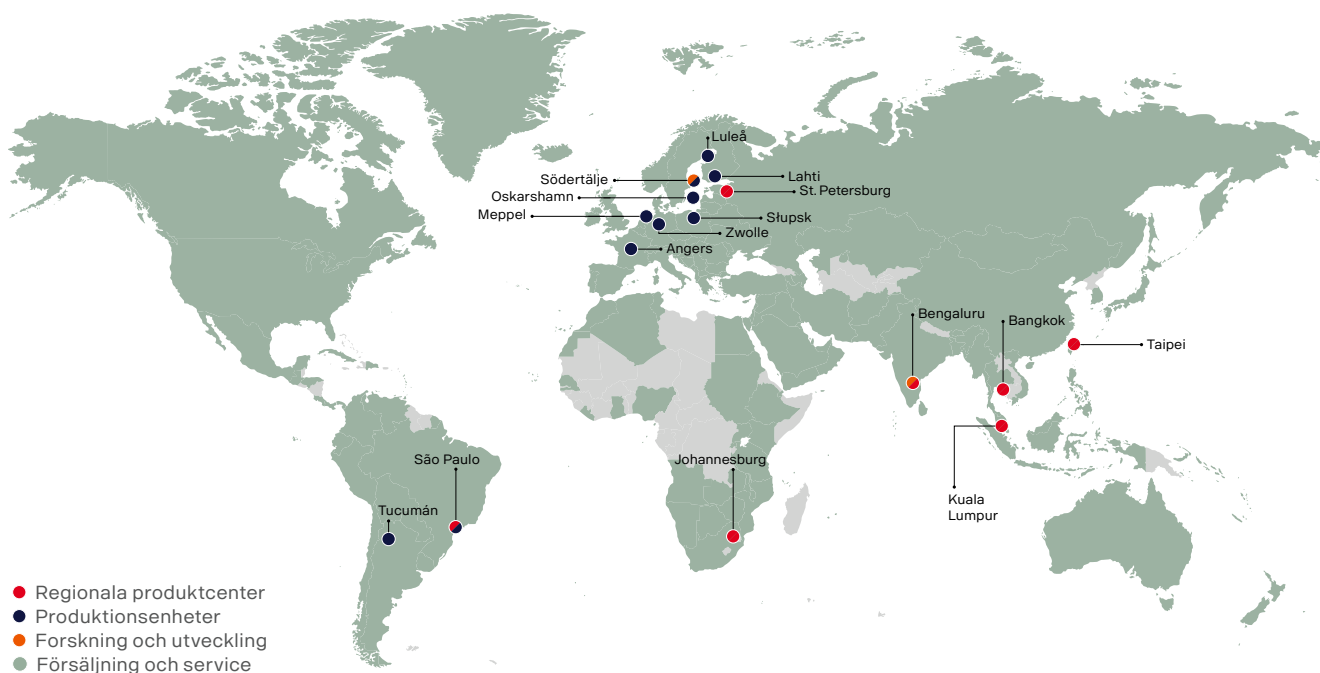 Luleå
Södertälje
Lahti
Oskarshamn
St. Petersburg
Meppel
Słupsk
Zwolle
Angers
Bengaluru
Bangkok
Taipei
São Paulo
Johannesburg
Kuala
Lumpur
Tucumán
Regionala produktcenter
Produktionsenheter
Forskning och utveckling
Försäljning och service